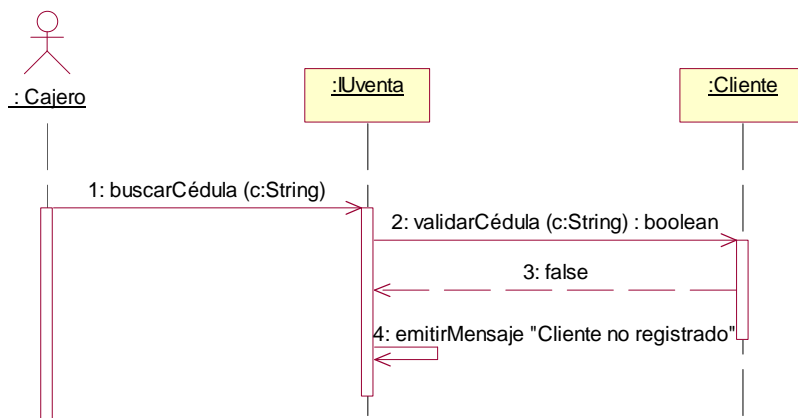 : Cajero
:IUventa
:Cliente
1: buscarCédula (c:String)
2: validarCédula (c:String) : boolean
3: false
4: emitirMensaje "Cliente no registrado"